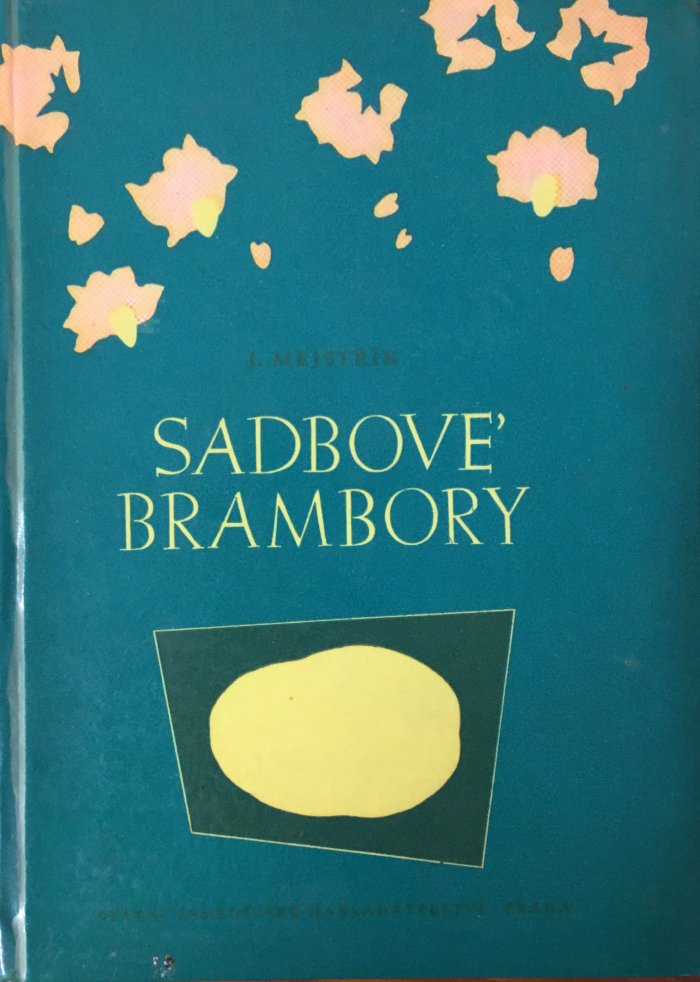 J. MEJSTŘÍK
SADBOVÉ
BRAMBORY
STÁTNÍ ZEMĚDĚLSKÉ NAKLADATELSTVÍ · PRAHA